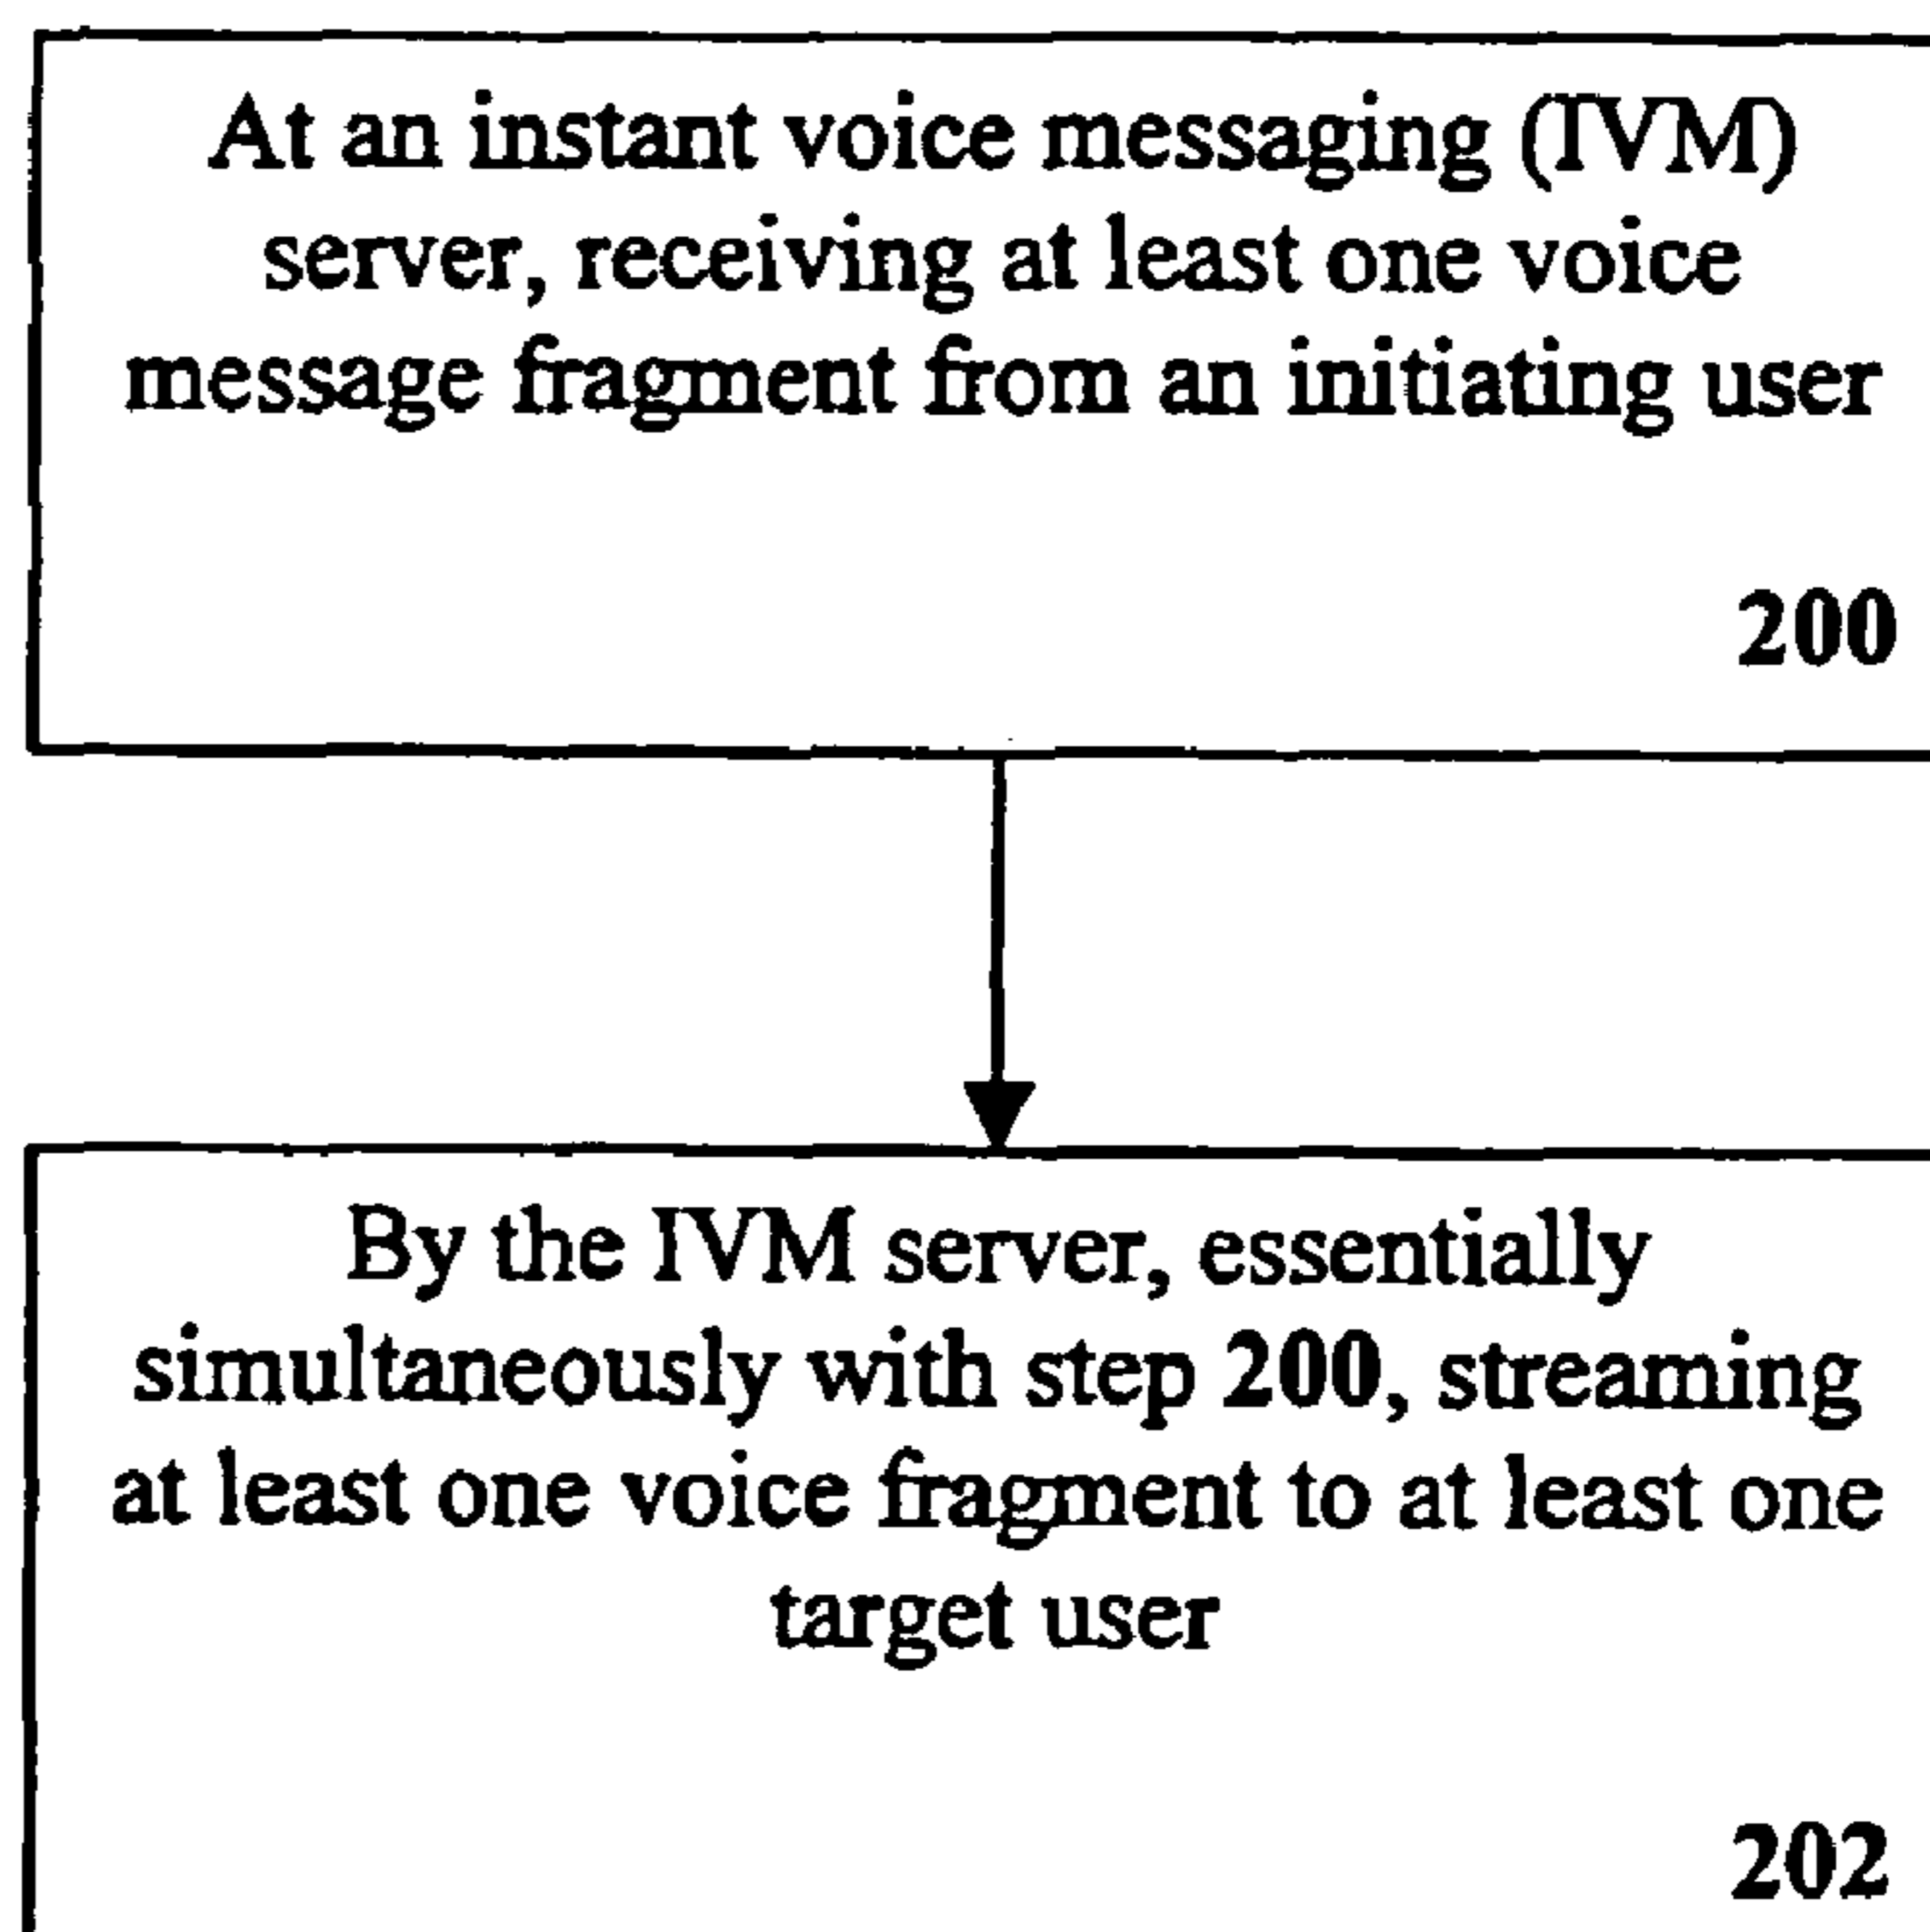 At an instant voice messaging (IVM)
server, receiving at least one voice
message fragment from an initiating user
200
By the IVM server, essentially
simultaneously with step 200, streaming
at least one voice fragment to at least one
target user
202